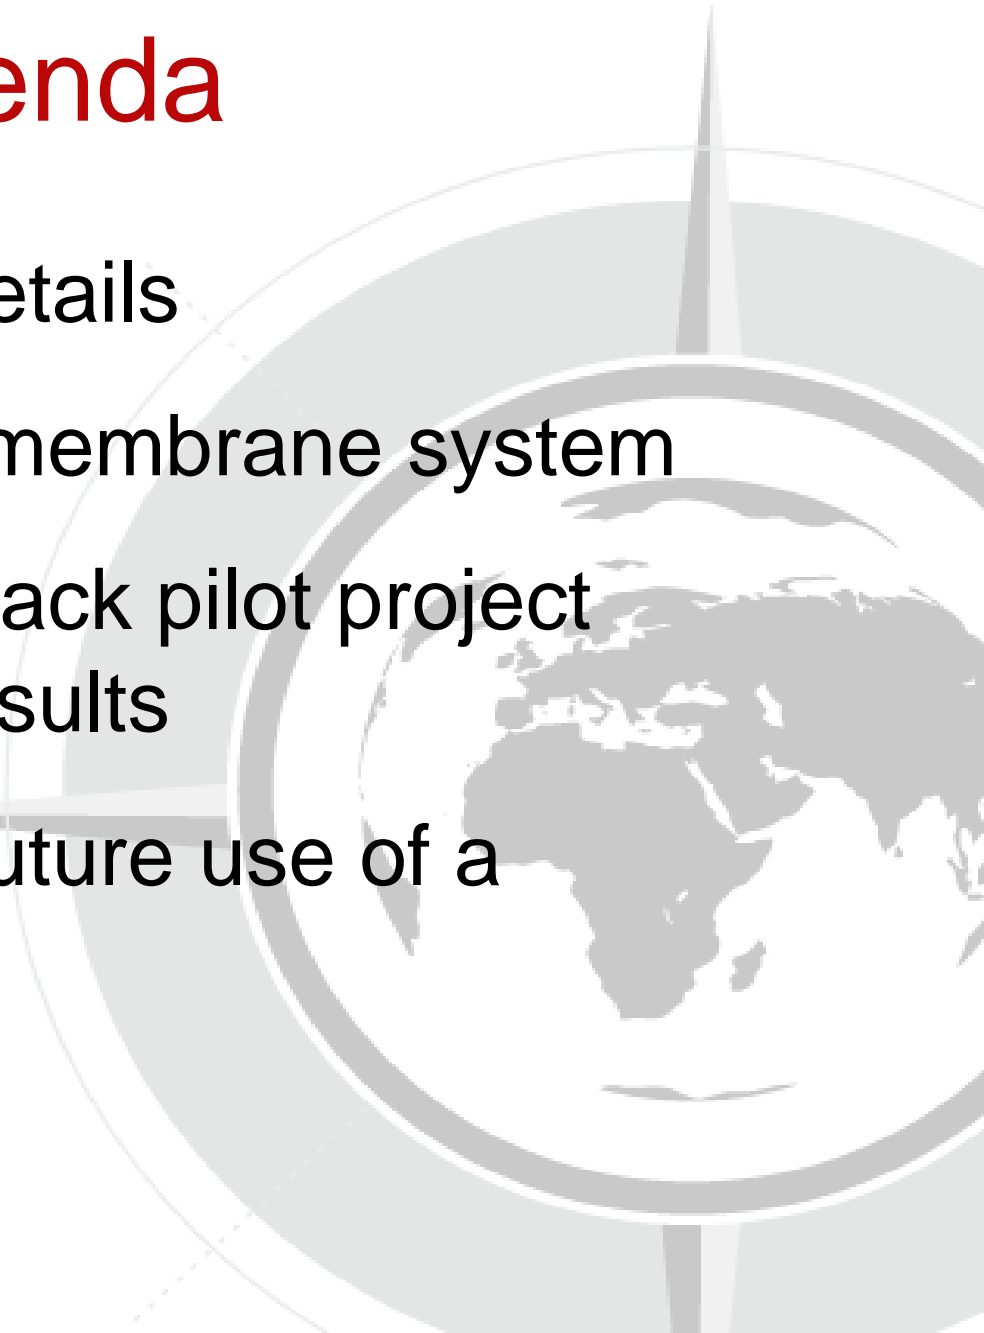 enda
etails
membrane system
ack pilot project
sults
uture use of a